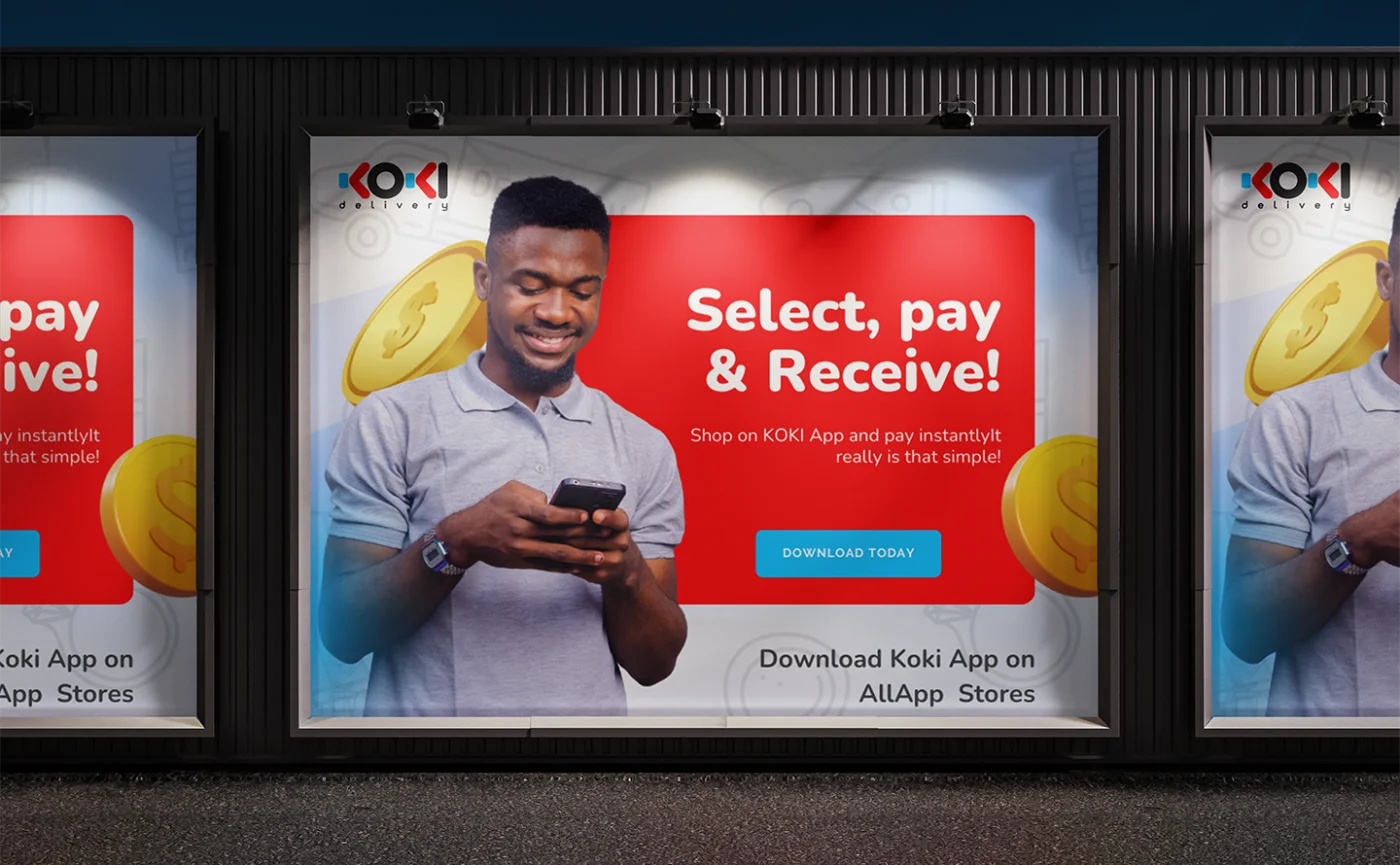 pay
ive!
ay instantlyIt
that simple!
AY
Koki App on
App  Stores
KOKI
delivery
Select, pay
& Receive!
Shop on KOKI App and pay instantlyIt
really is that simple!
DOWNLOAD TODAY
Download Koki App on
AllApp  Stores
KOKI
delivery